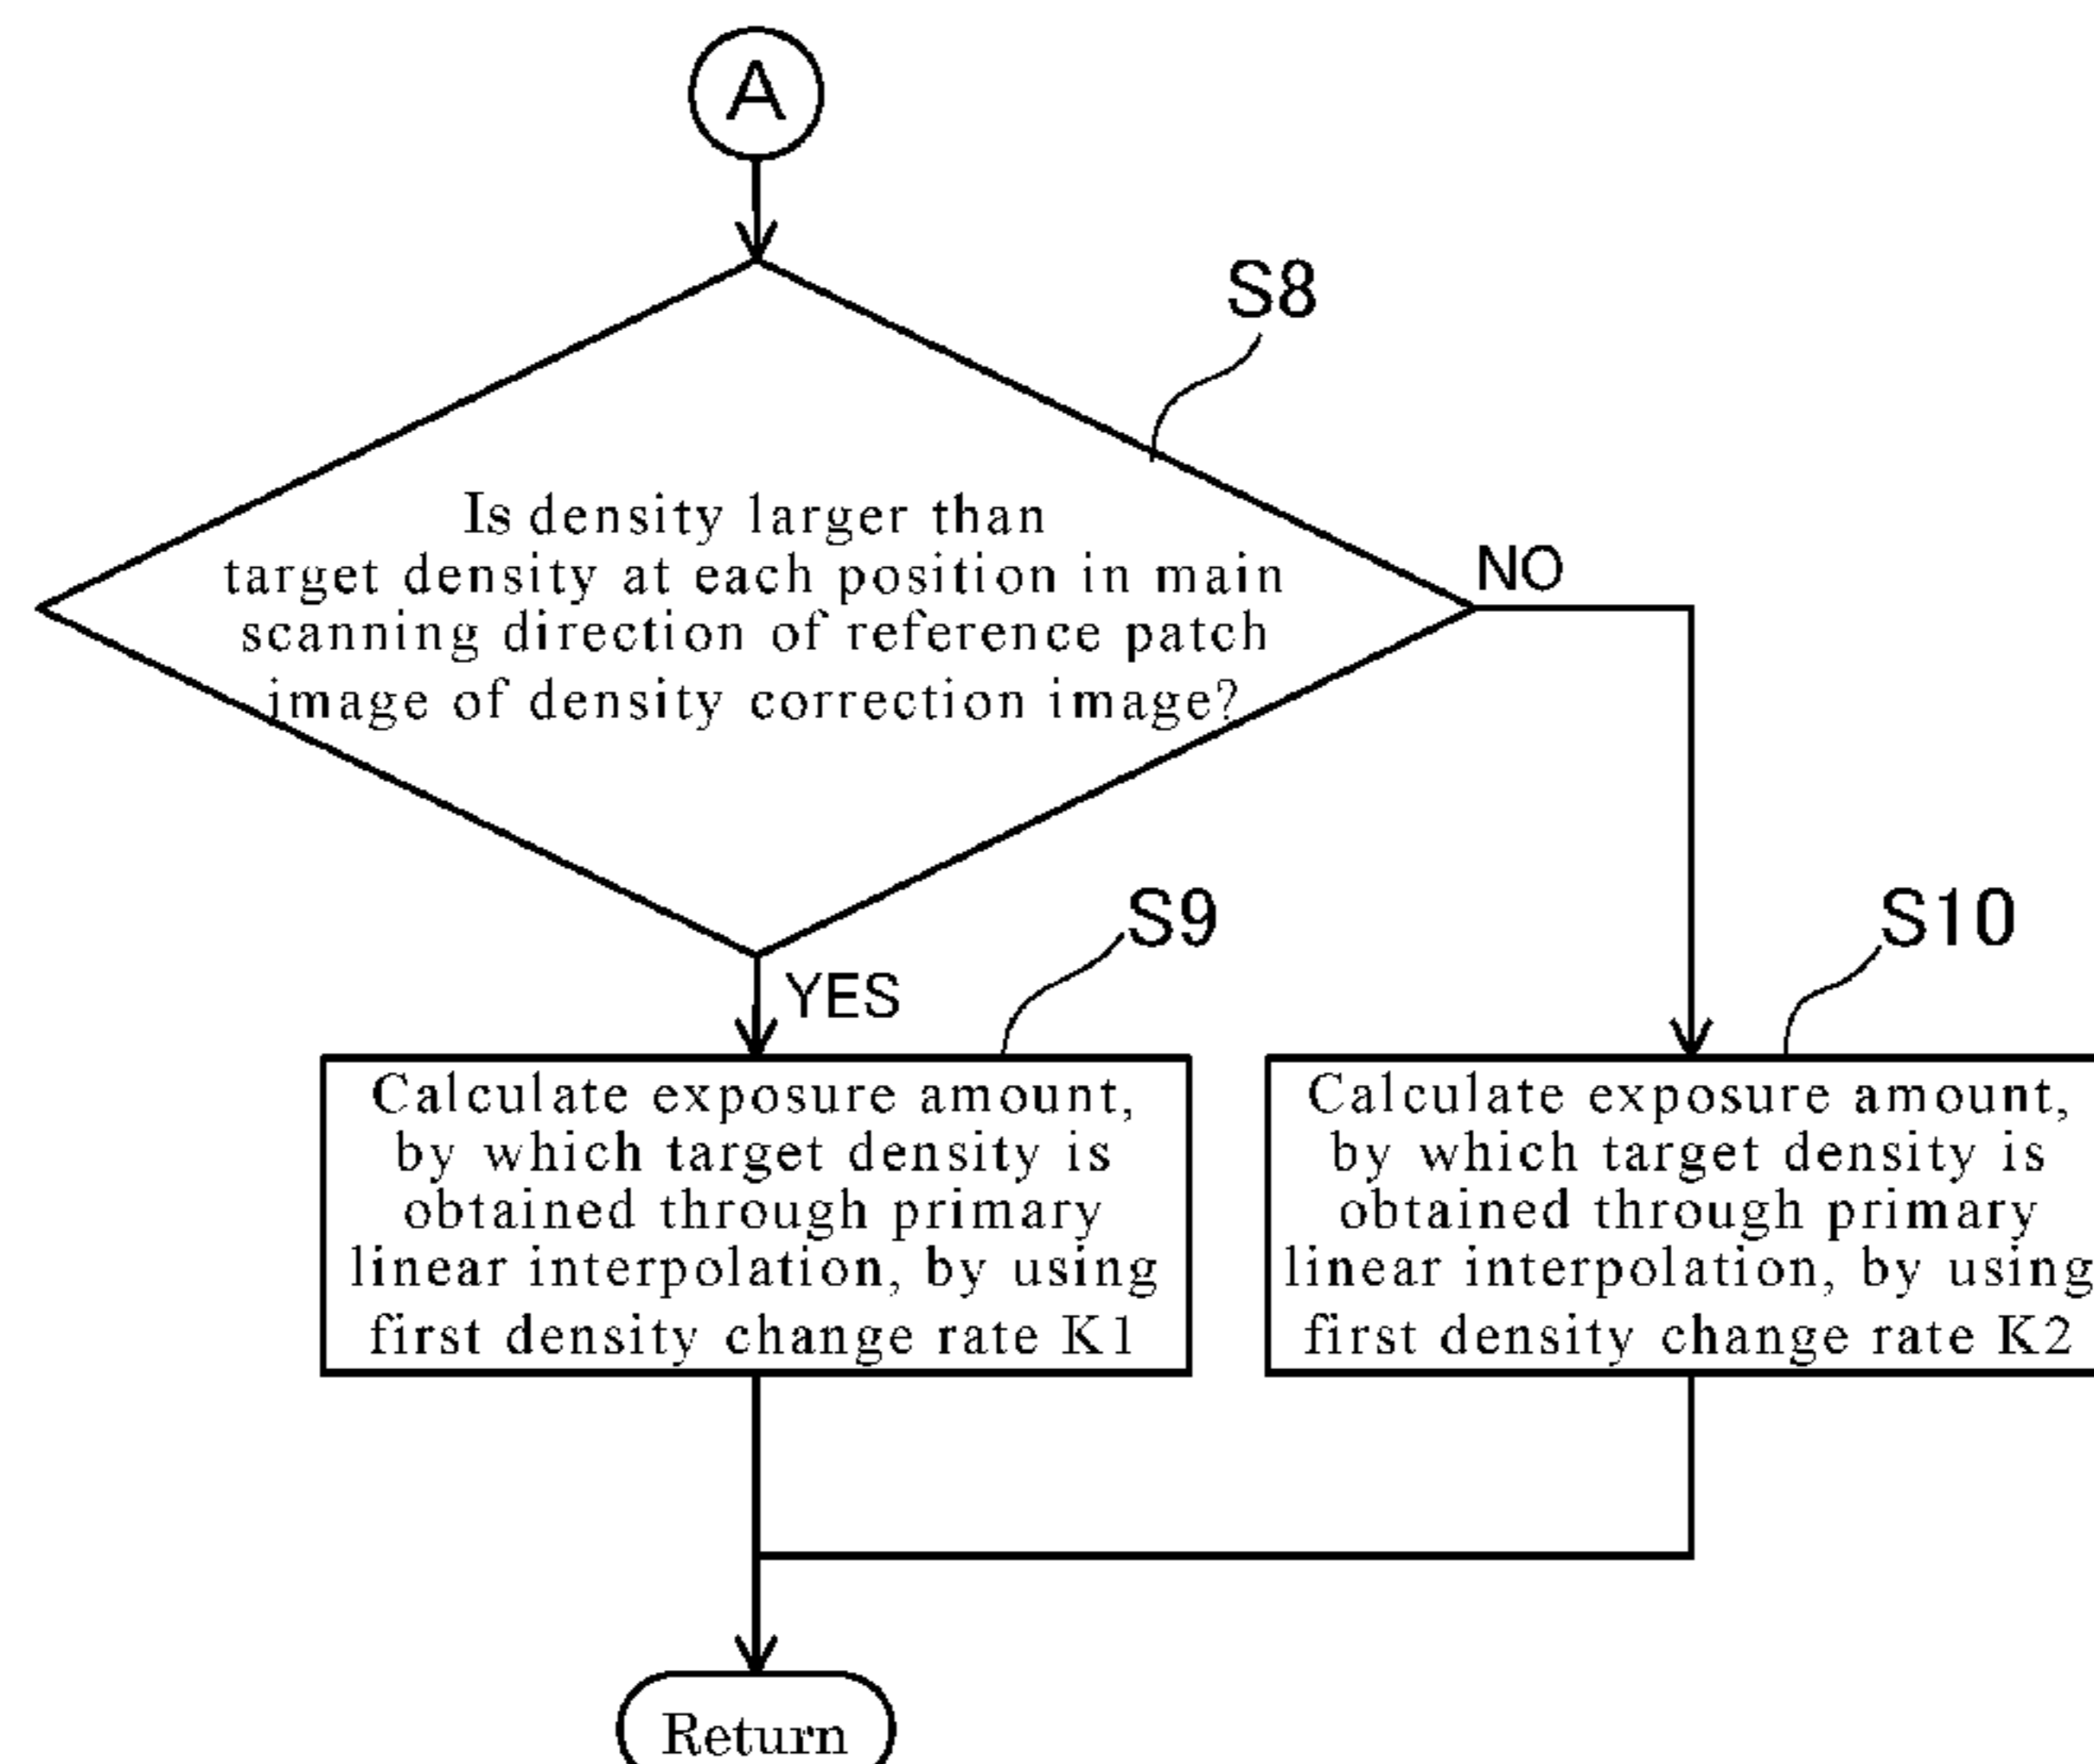 A
S8
Is density larger than
target density at each position in main
scanning direction of reference patch
image of density correction image?
NO
YES
S9
S10
Calculate exposure amount,
by which target density is
obtained through primary
linear interpolation, by using
first density change rate K1
Calculate exposure amount,
by which target density is
obtained through primary
linear interpolation, by using
first density change rate K2
Return